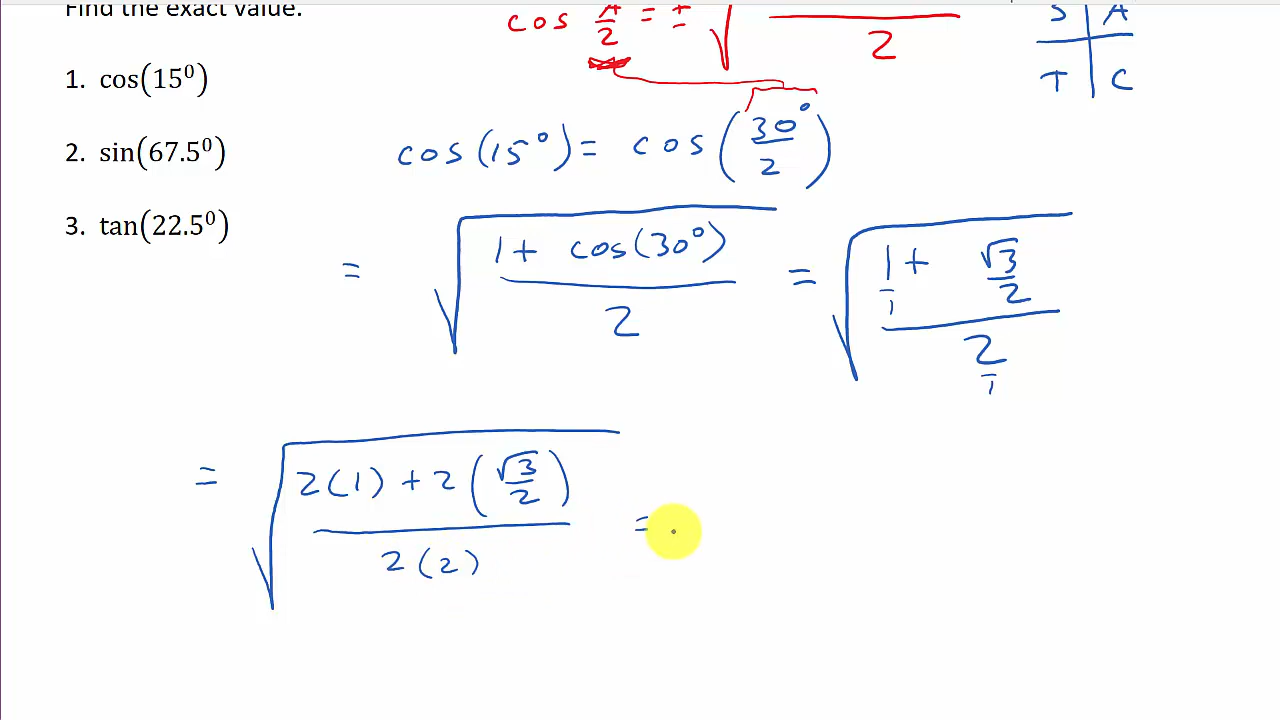 Find the exact value.
cos A/2 = ± √ 2
S A
T C
1. cos(15⁰)
2. sin(67.5⁰)
3. tan(22.5⁰)
cos(15°) = cos(30°/2)
= √((1 + cos(30°))/2) = √((1/1 + √3/2)/(2/1))
= √((2(1) + 2(√3/2))/(2(2))) =